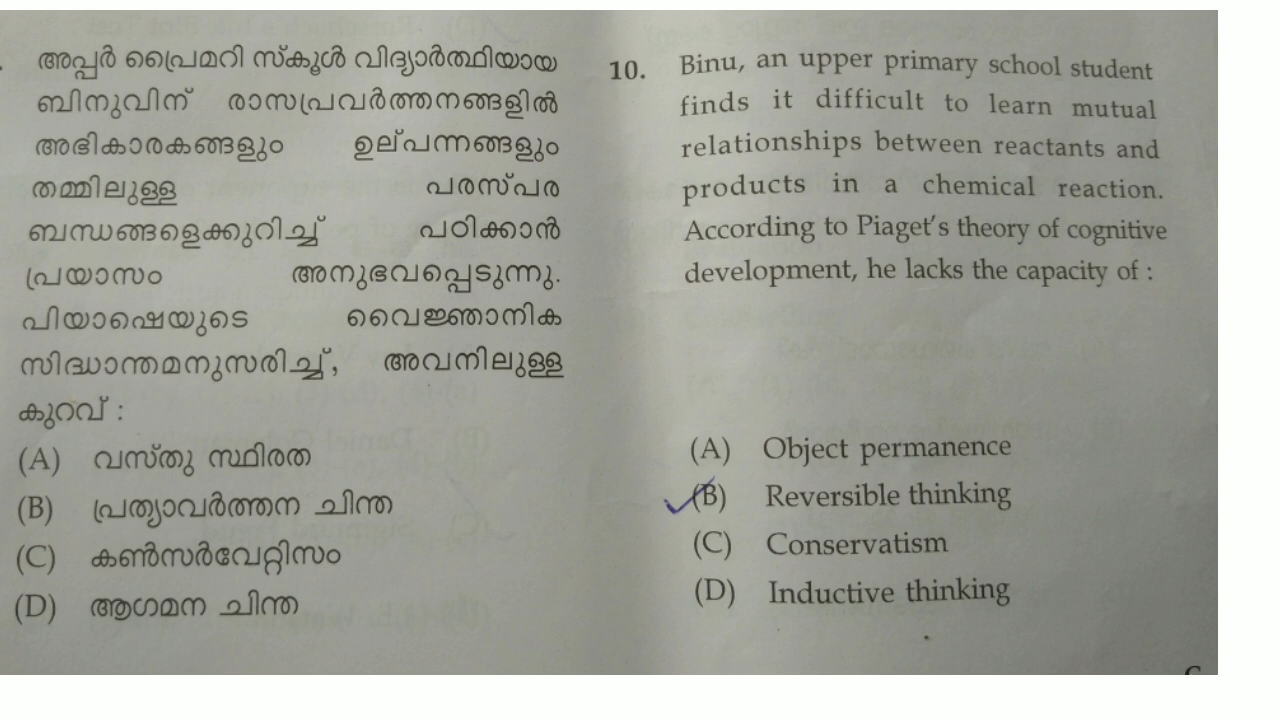 അപ്പർ പ്രൈമറി സ്കൂൾ വിദ്യാർത്ഥിയായ
ബിനുവിന് രാസപ്രവർത്തനങ്ങളിൽ
അഭികാരകങ്ങളും ഉല്പന്നങ്ങളും
തമ്മിലുള്ള പരസ്പര
ബന്ധങ്ങളെക്കുറിച്ച് പഠിക്കാൻ
പ്രയാസം അനുഭവപ്പെടുന്നു.
പിയാഷെയുടെ വൈജ്ഞാനിക
സിദ്ധാന്തമനുസരിച്ച്, അവനിലുള്ള
കുറവ് :
(A) വസ്തു സ്ഥിരത
(B) പ്രത്യാവർത്തന ചിന്ത
(C) കൺസർവേറ്റിസം
(D) ആഗമന ചിന്ത
10. Binu, an upper primary school student
finds it difficult to learn mutual
relationships between reactants and
products in a chemical reaction.
According to Piaget's theory of cognitive
development, he lacks the capacity of :
(A) Object permanence
(B) Reversible thinking
(C) Conservatism
(D) Inductive thinking